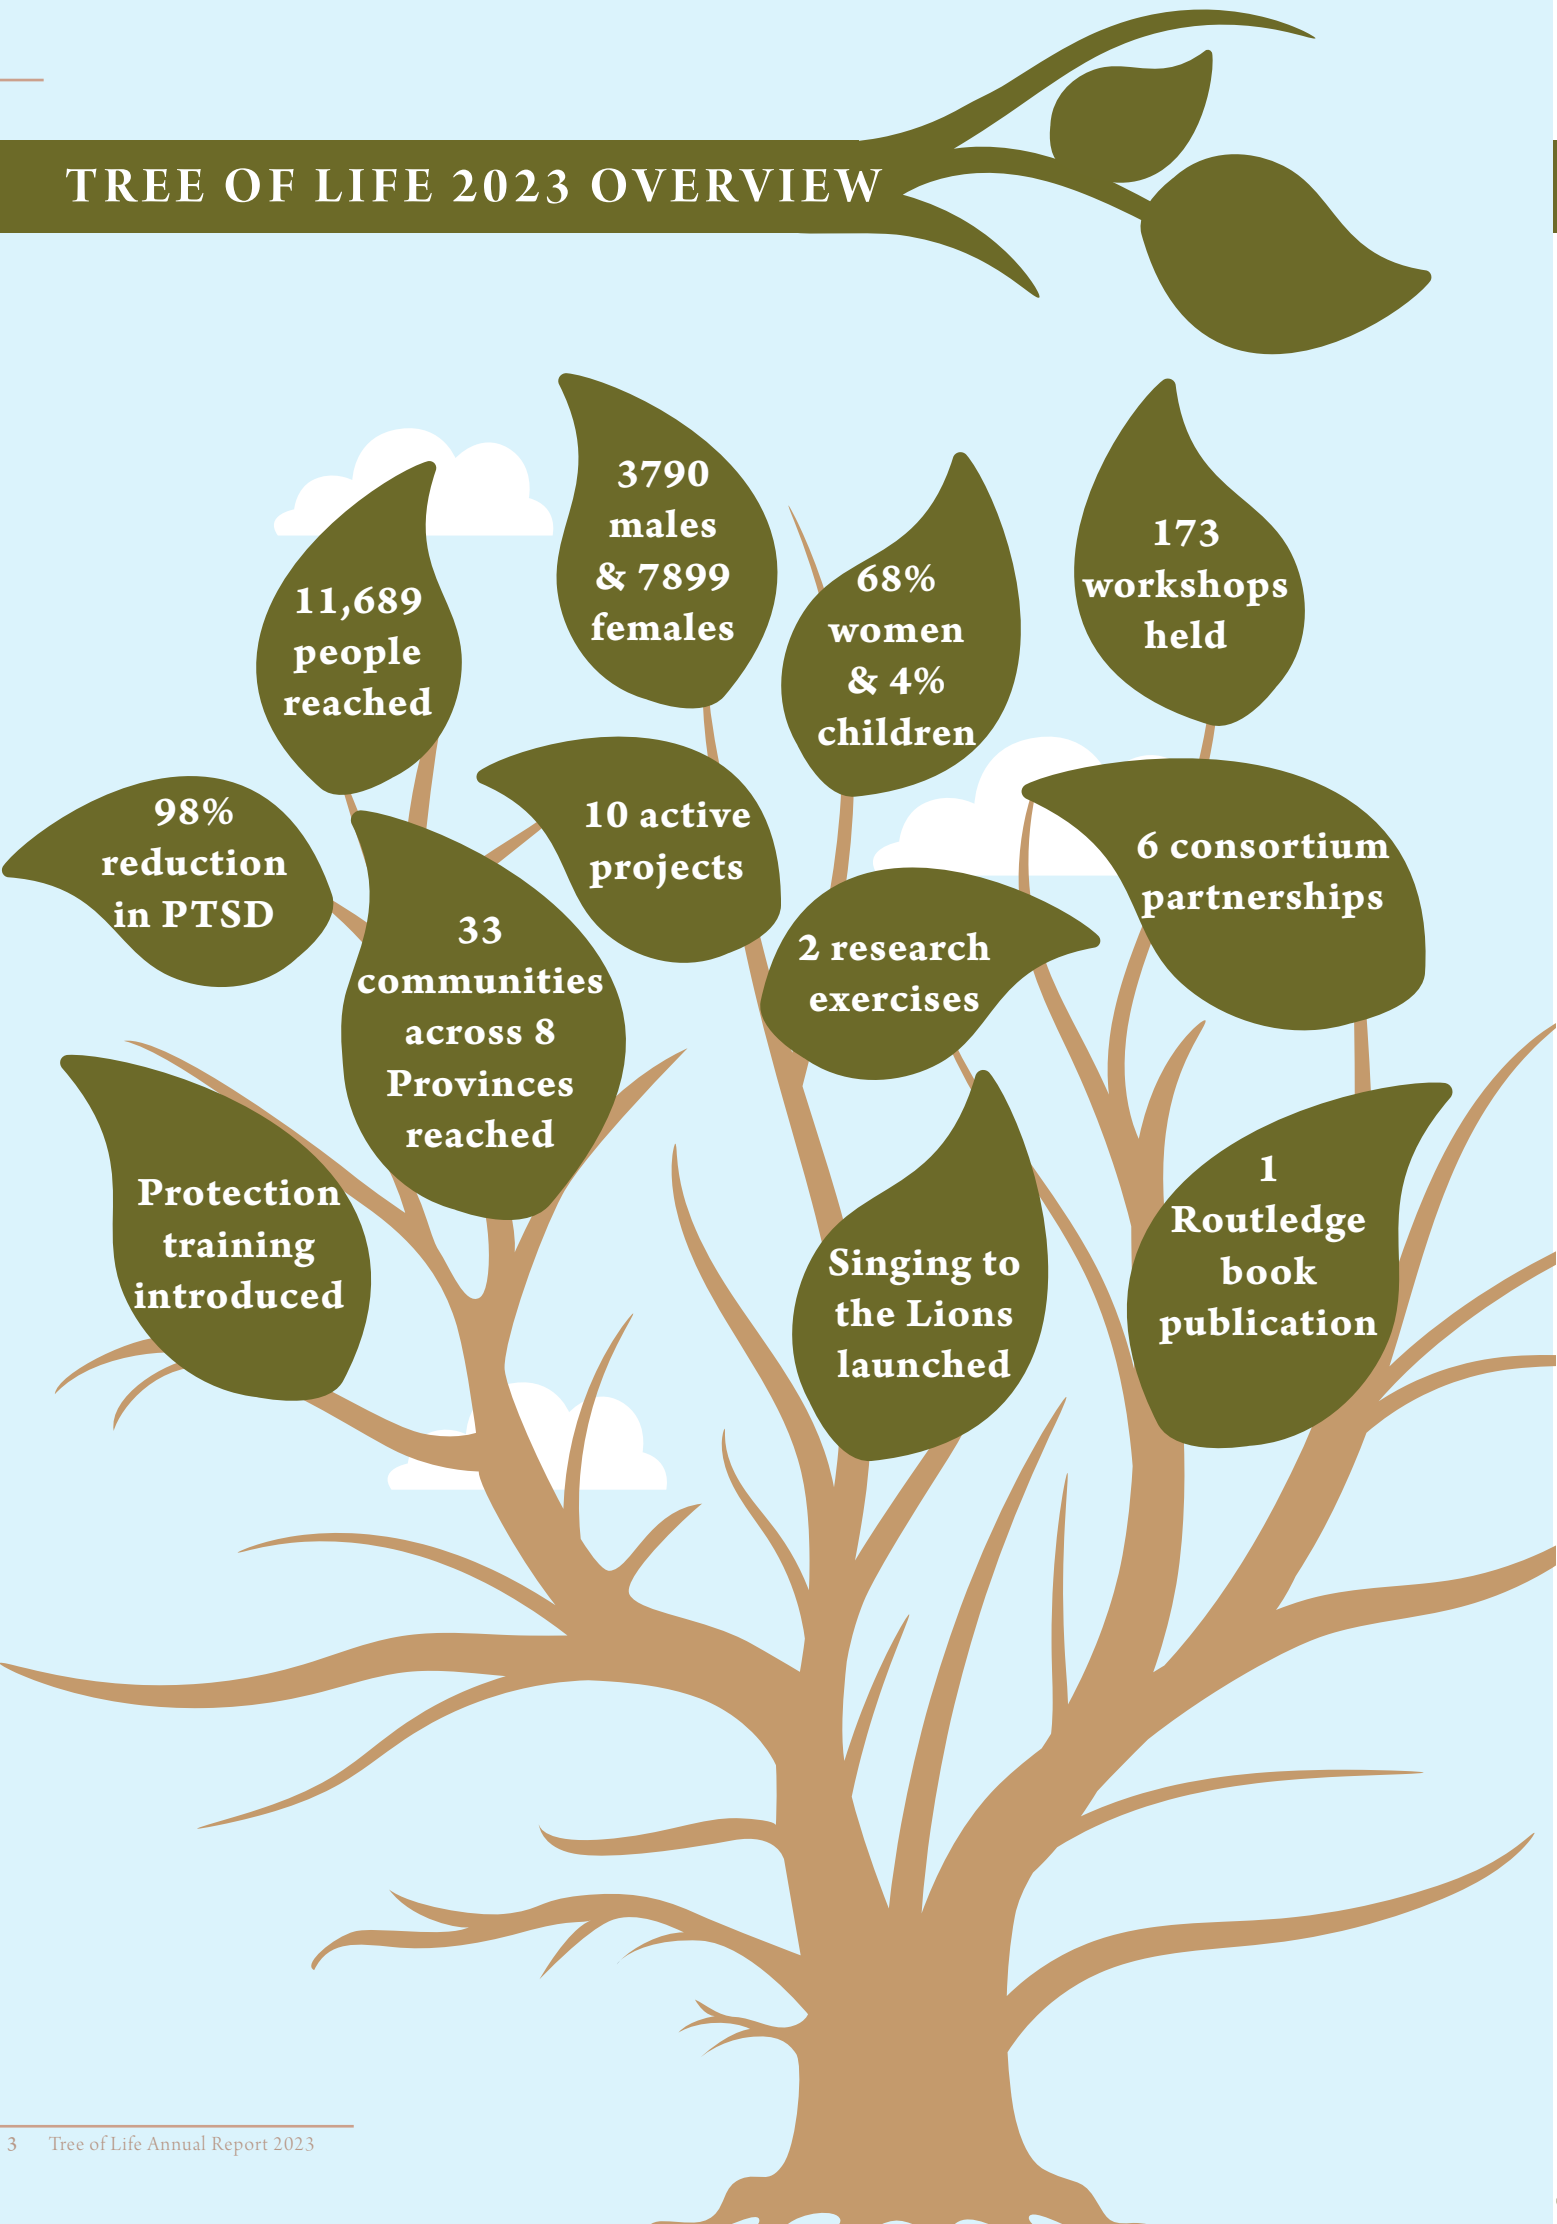 TREE OF LIFE 2023 OVERVIEW
3790
males
& 7899
females
11,689
people
reached
68%
women
& 4%
children
173
workshops
held
98%
reduction
in PTSD
33
communities
across 8
Provinces
reached
10 active
projects
2 research
exercises
6 consortium
partnerships
Protection
training
introduced
Singing to
the Lions
launched
1
Routledge
book
publication
3 Tree of Life Annual Report 2023